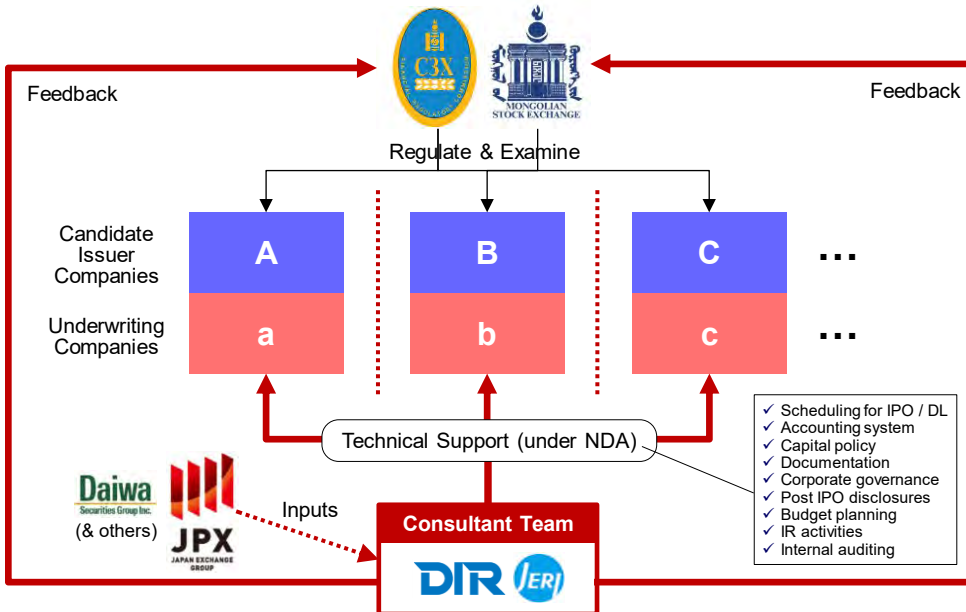 C3X
MONGOLIAN
STOCK EXCHANGE
Feedback
Feedback
Regulate & Examine
Candidate
Issuer
Companies
A
B
C
...
Underwriting
Companies
a
b
c
...
Technical Support (under NDA)
✓ Scheduling for IPO / DL
✓ Accounting system
✓ Capital policy
✓ Documentation
✓ Corporate governance
✓ Post IPO disclosures
✓ Budget planning
✓ IR activities
✓ Internal auditing
Daiwa
Securities Group Inc.
(& others)
JPX
JAPAN EXCHANGE
GROUP
Inputs
Consultant Team
DIR
JERI